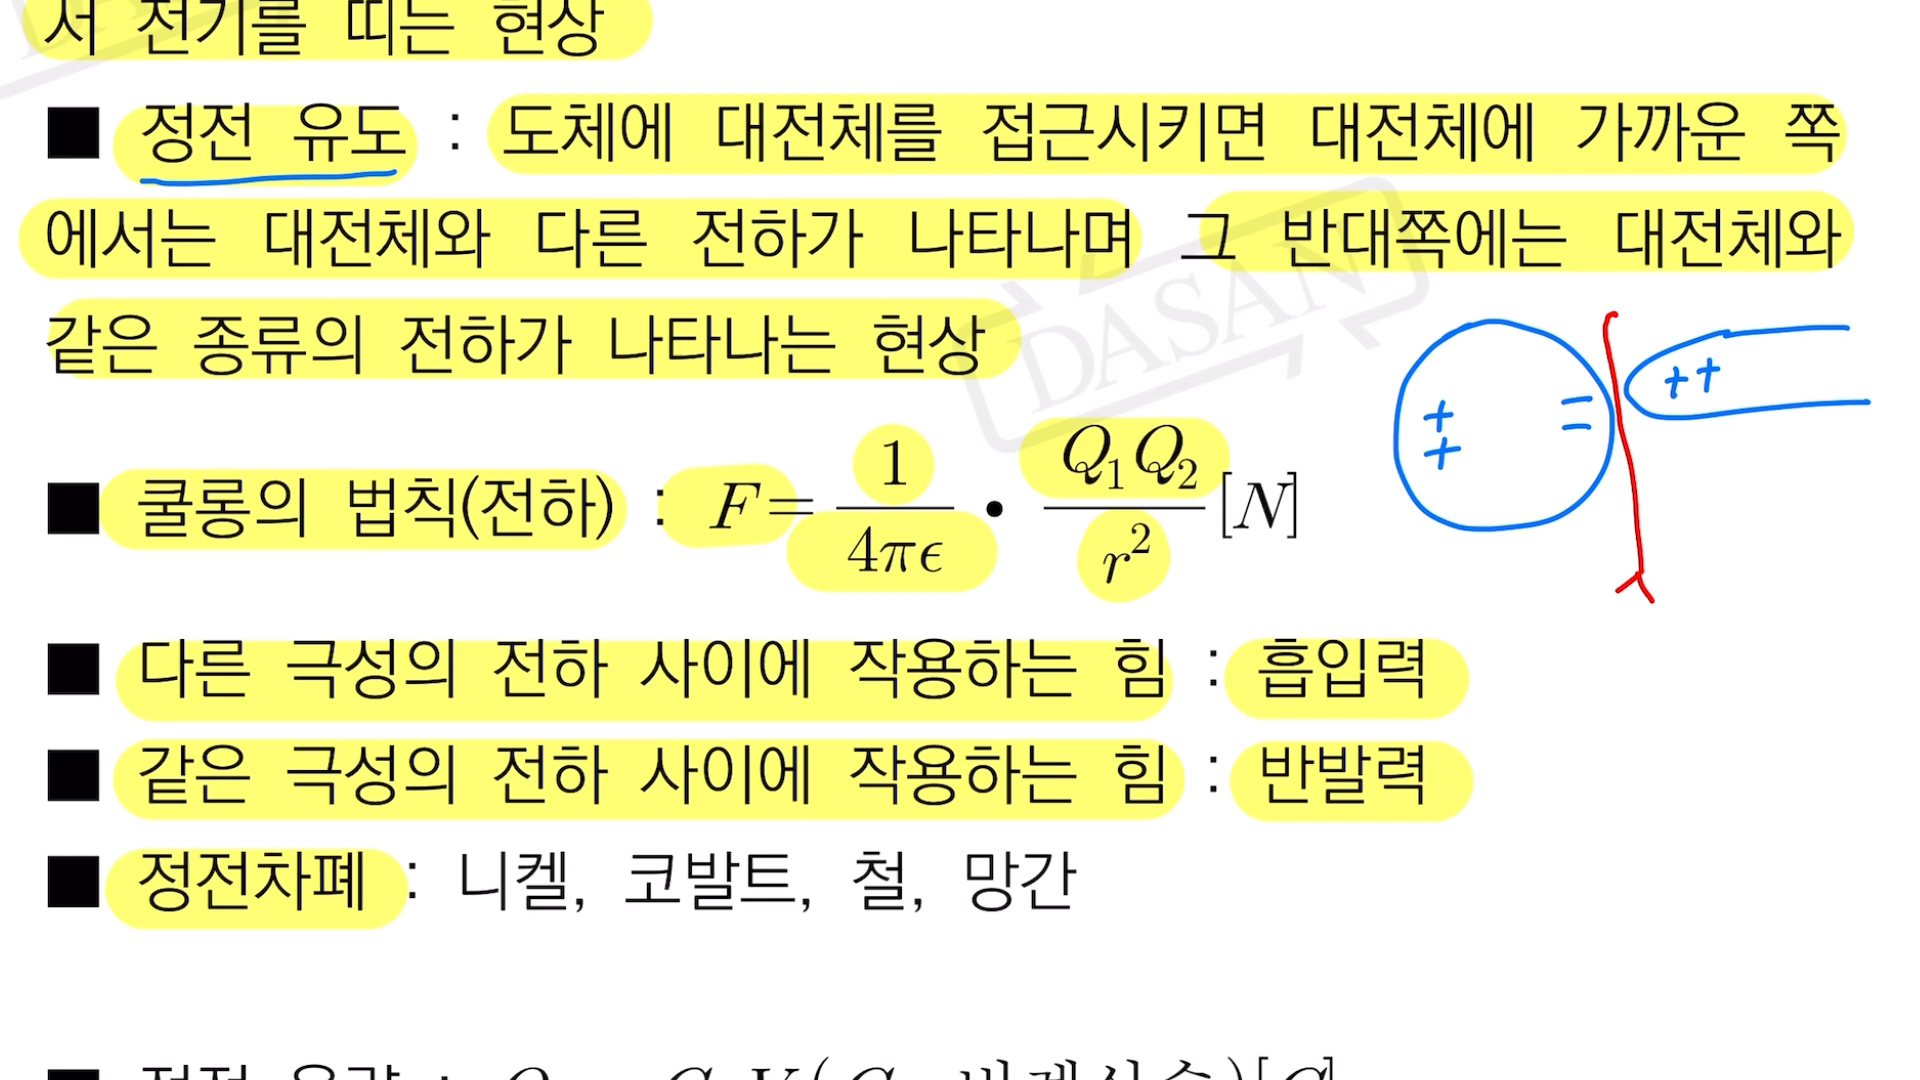 서 전기를 띠는 현상
■ 정전 유도 : 도체에 대전체를 접근시키면 대전체에 가까운 쪽
에서는 대전체와 다른 전하가 나타나며 그 반대쪽에는 대전체와
같은 종류의 전하가 나타나는 현상
DASAN
++
+ =
+
■ 쿨롱의 법칙(전하) : F = 1/4πϵ • Q₁Q₂/r² [N]
■ 다른 극성의 전하 사이에 작용하는 힘 : 흡입력
■ 같은 극성의 전하 사이에 작용하는 힘 : 반발력
■ 정전차폐 : 니켈, 코발트, 철, 망간